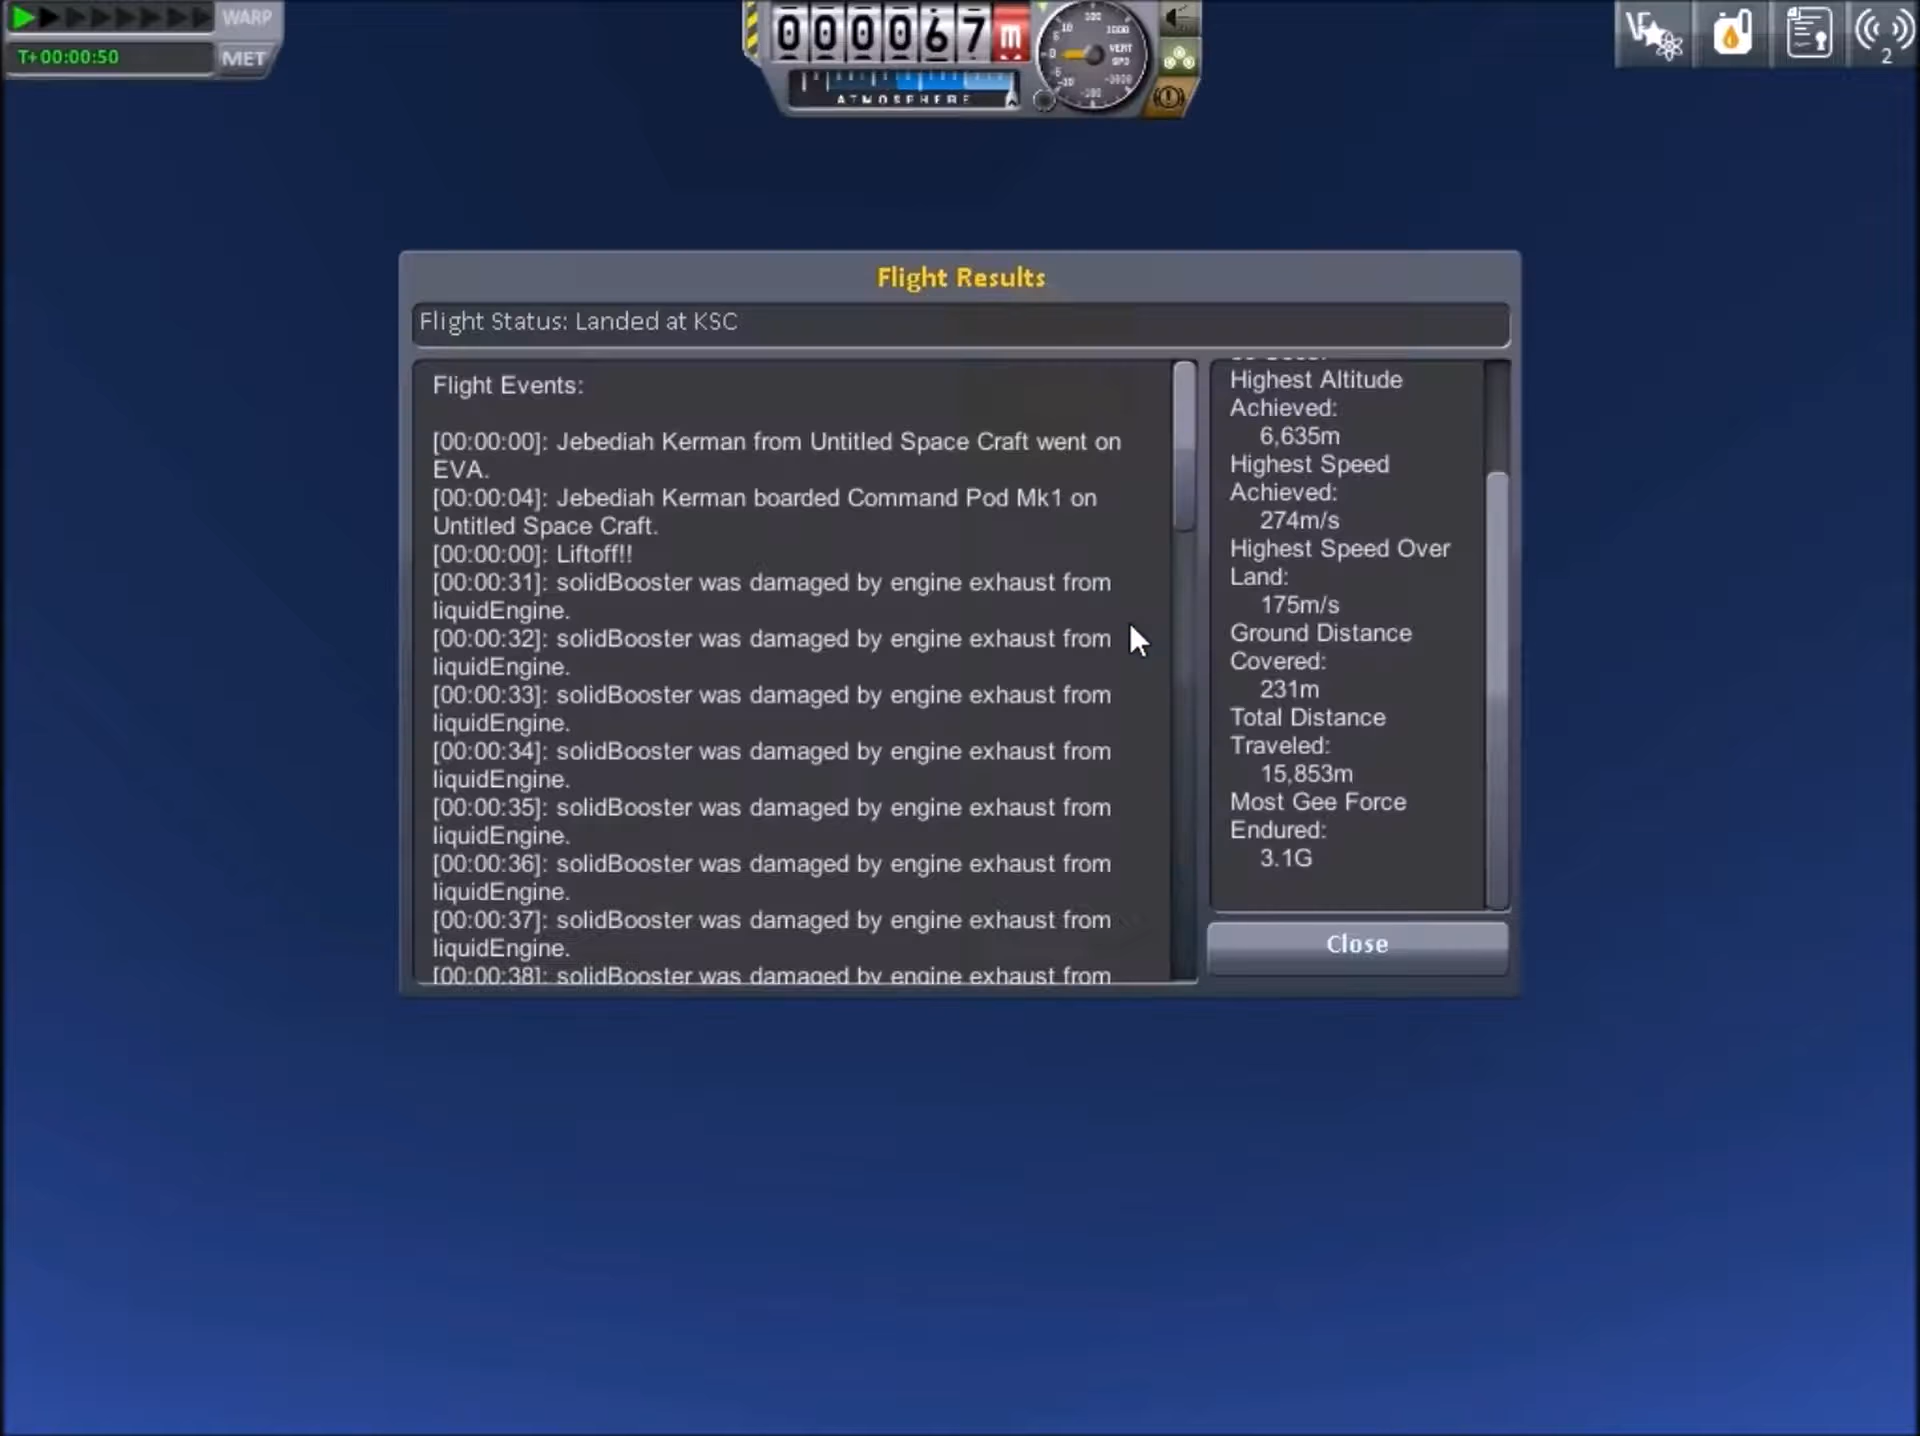 WARP
T+00:00:50
MET
000067m
ATMOSPHERE
VERT
SPD
2
Flight Results
Flight Status: Landed at KSC
Flight Events:
[00:00:00]: Jebediah Kerman from Untitled Space Craft went on
EVA.
[00:00:04]: Jebediah Kerman boarded Command Pod Mk1 on
Untitled Space Craft.
[00:00:00]: Liftoff!!
[00:00:31]: solidBooster was damaged by engine exhaust from
liquidEngine.
[00:00:32]: solidBooster was damaged by engine exhaust from
liquidEngine.
[00:00:33]: solidBooster was damaged by engine exhaust from
liquidEngine.
[00:00:34]: solidBooster was damaged by engine exhaust from
liquidEngine.
[00:00:35]: solidBooster was damaged by engine exhaust from
liquidEngine.
[00:00:36]: solidBooster was damaged by engine exhaust from
liquidEngine.
[00:00:37]: solidBooster was damaged by engine exhaust from
liquidEngine.
[00:00:38]: solidBooster was damaged by engine exhaust from
Highest Altitude
Achieved:
6,635m
Highest Speed
Achieved:
274m/s
Highest Speed Over
Land:
175m/s
Ground Distance
Covered:
231m
Total Distance
Traveled:
15,853m
Most Gee Force
Endured:
3.1G
Close